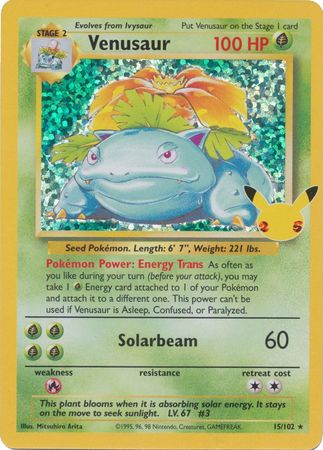 Evolves from Ivysaur
Put Venusaur on the Stage 1 card
STAGE 2
Venusaur
100 HP
25
Seed Pokémon. Length: 6' 7", Weight: 221 lbs.
Pokémon Power: Energy Trans As often as
you like during your turn (before your attack), you may
take 1 Energy card attached to 1 of your Pokémon
and attach it to a different one. This power can't be
used if Venusaur is Asleep, Confused, or Paralyzed.
Solarbeam 60
weakness resistance retreat cost
This plant blooms when it is absorbing solar energy. It stays
on the move to seek sunlight. LV. 67 #3
Illus. Mitsuhiro Arita ©1995, 96, 98 Nintendo, Creatures, GAMEFREAK. 15/102 ★